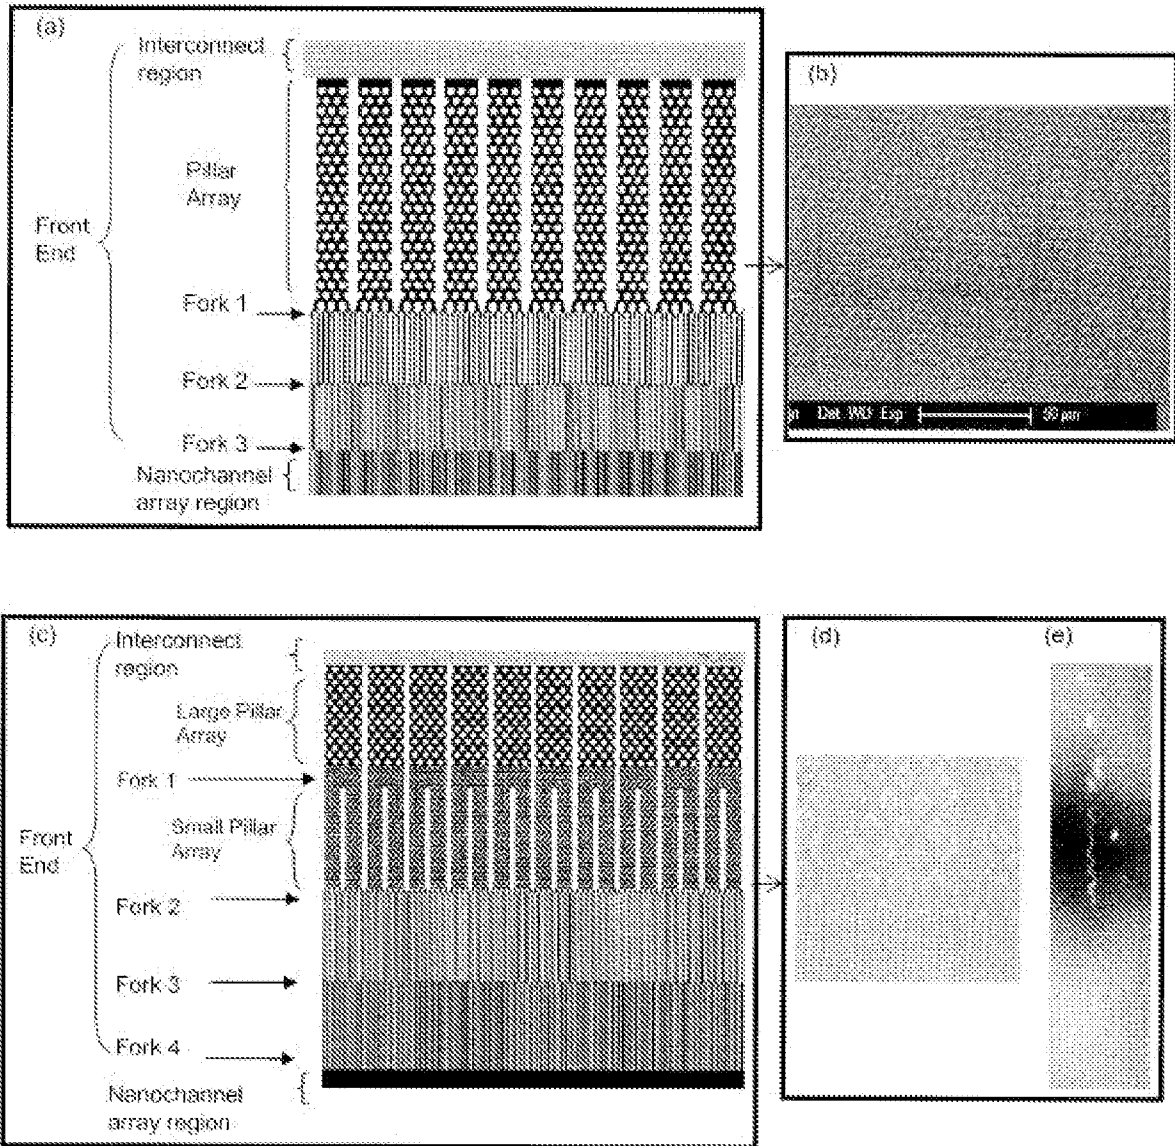 (a)
Interconnect
region
Pillar
Array
Front
End
Fork 1
Fork 2
Fork 3
Nanochannel
array region
(b)
Det WD Exp
50 μm
(c)
Interconnect
region
Large Pillar
Array
Fork 1
Small Pillar
Array
Front
End
Fork 2
Fork 3
Fork 4
Nanochannel
array region
(d)
(e)